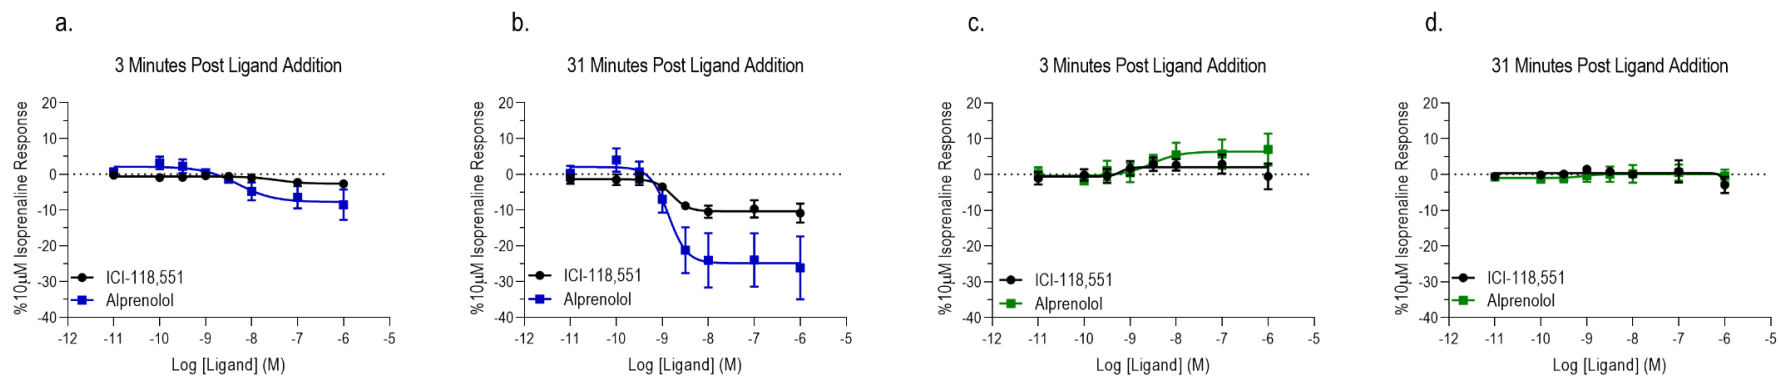 a.
3 Minutes Post Ligand Addition
%10μM Isoprenaline Response
20
10
0
-10
-20
-30
-40
ICI-118,551
Alprenolol
-12 -11 -10 -9 -8 -7 -6 -5
Log [Ligand] (M)
b.
31 Minutes Post Ligand Addition
%10μM Isoprenaline Response
20
10
0
-10
-20
-30
-40
ICI-118,551
Alprenolol
-12 -11 -10 -9 -8 -7 -6 -5
Log [Ligand] (M)
c.
3 Minutes Post Ligand Addition
%10μM Isoprenaline Response
20
10
0
-10
-20
-30
-40
ICI-118,551
Alprenolol
-12 -11 -10 -9 -8 -7 -6 -5
Log [Ligand] (M)
d.
31 Minutes Post Ligand Addition
%10μM Isoprenaline Response
20
10
0
-10
-20
-30
-40
ICI-118,551
Alprenolol
-12 -11 -10 -9 -8 -7 -6 -5
Log [Ligand] (M)